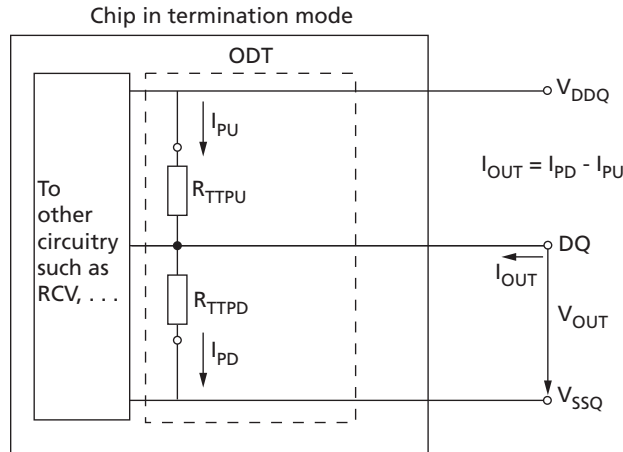 Chip in termination mode
ODT
V_DDQ
I_PU
I_OUT = I_PD - I_PU
R_TTPU
To
other
circuitry
such as
RCV, . . .
DQ
I_OUT
R_TTPD
V_OUT
I_PD
V_SSQ